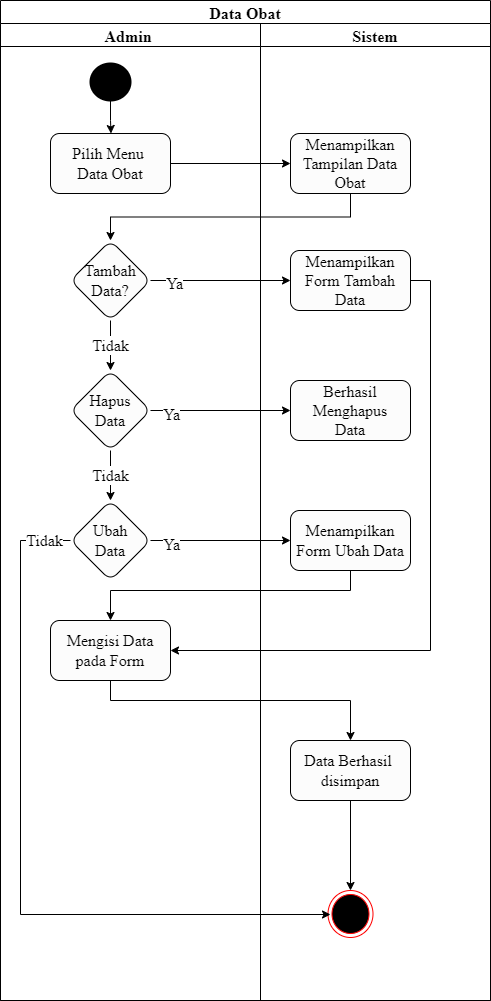 Data Obat
Admin
Sistem
Pilih Menu
Data Obat
Menampilkan
Tampilan Data
Obat
Tambah
Data?
Ya
Menampilkan
Form Tambah
Data
Tidak
Hapus
Data
Ya
Berhasil
Menghapus
Data
Tidak
Ubah
Data
Tidak
Ya
Menampilkan
Form Ubah Data
Mengisi Data
pada Form
Data Berhasil
disimpan